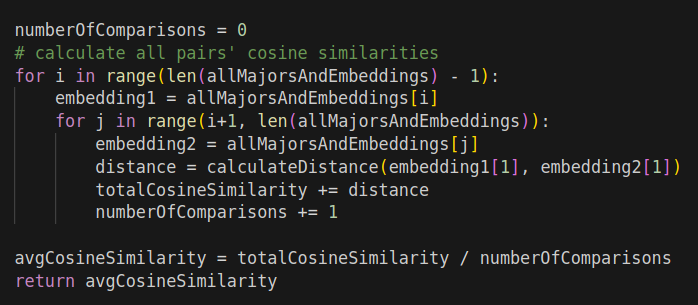 numberOfComparisons = 0
# calculate all pairs' cosine similarities
for i in range(len(allMajorsAndEmbeddings) - 1):
    embedding1 = allMajorsAndEmbeddings[i]
    for j in range(i+1, len(allMajorsAndEmbeddings)):
        embedding2 = allMajorsAndEmbeddings[j]
        distance = calculateDistance(embedding1[1], embedding2[1])
        totalCosineSimilarity += distance
        numberOfComparisons += 1

avgCosineSimilarity = totalCosineSimilarity / numberOfComparisons
return avgCosineSimilarity